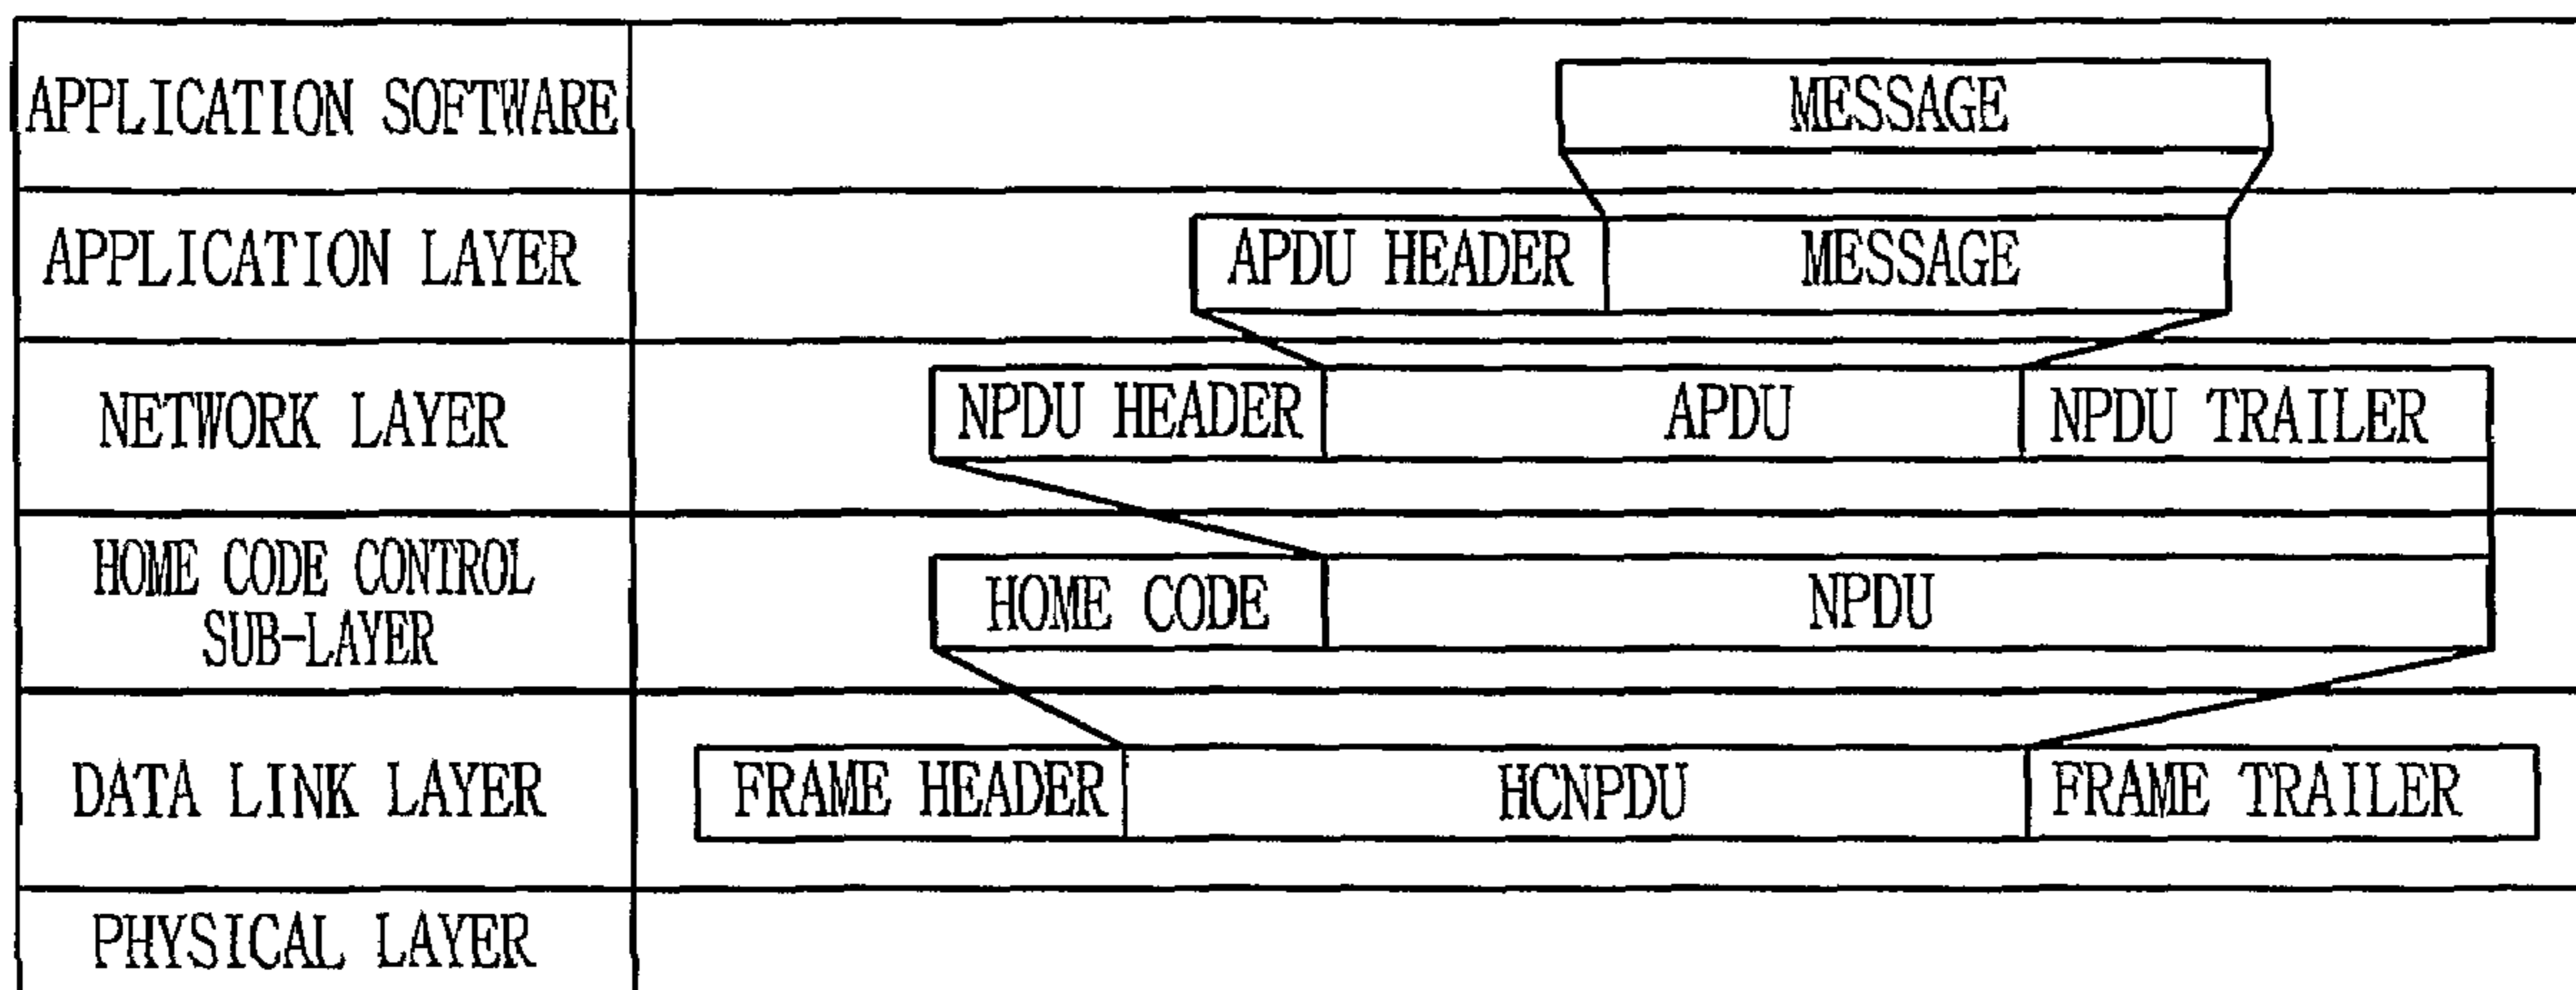 APPLICATION SOFTWARE
MESSAGE
APPLICATION LAYER
APDU HEADER
MESSAGE
NETWORK LAYER
NPDU HEADER
APDU
NPDU TRAILER
HOME CODE CONTROL
SUB-LAYER
HOME CODE
NPDU
DATA LINK LAYER
FRAME HEADER
HCNPDU
FRAME TRAILER
PHYSICAL LAYER